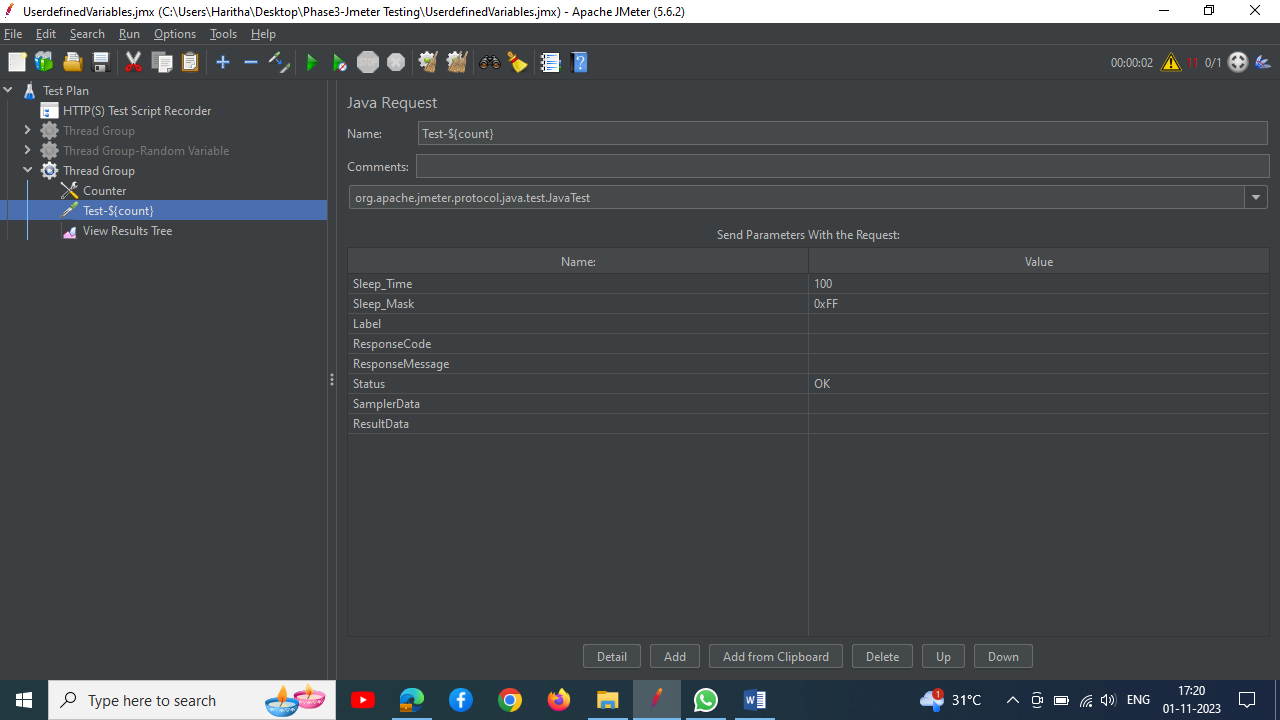 UserdefinedVariables.jmx (C:\Users\Haritha\Desktop\Phase3-Jmeter Testing\UserdefinedVariables.jmx) - Apache JMeter (5.6.2)
File Edit Search Run Options Tools Help
STOP 00:00:02 11 0/1
Test Plan
HTTP(S) Test Script Recorder
Thread Group
Thread Group-Random Variable
Thread Group
Counter
Test-${count}
View Results Tree
Java Request
Name: Test-${count}
Comments:
org.apache.jmeter.protocol.java.test.JavaTest
Send Parameters With the Request:
Name: Value
Sleep_Time 100
Sleep_Mask 0xFF
Label
ResponseCode
ResponseMessage
Status OK
SamplerData
ResultData
Detail Add Add from Clipboard Delete Up Down
Type here to search 1 31°C ENG 17:20
01-11-2023